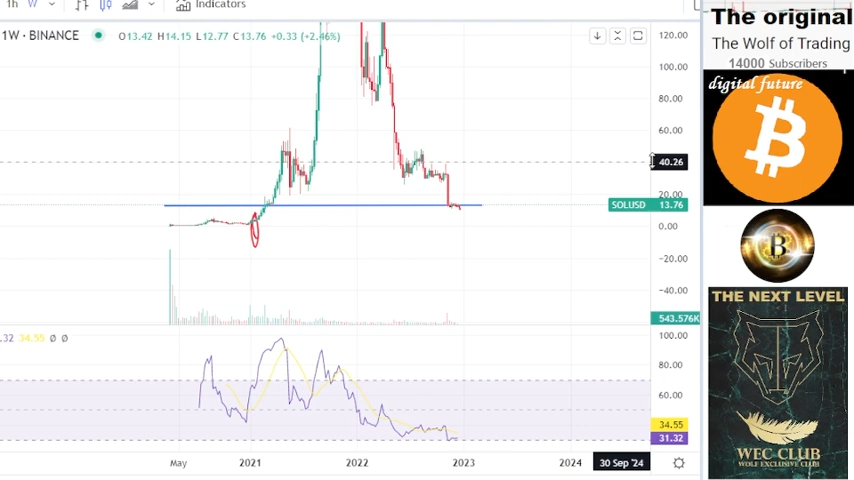 1h W Indicators
1W · BINANCE O13.42 H14.15 L12.77 C13.76 +0.33 (+2.46%)
120.00
100.00
80.00
60.00
40.26
20.00
SOLUSD 13.76
0.00
−20.00
−40.00
543.576K
.32 34.55 Ø Ø
100.00
80.00
60.00
34.55
31.32
May 2021 2022 2023 2024 30 Sep '24
The original
The Wolf of Trading
14000 Subscribers
digital future
THE NEXT LEVEL
WEC CLUB
WOLF EXCLUSIVE CLUB